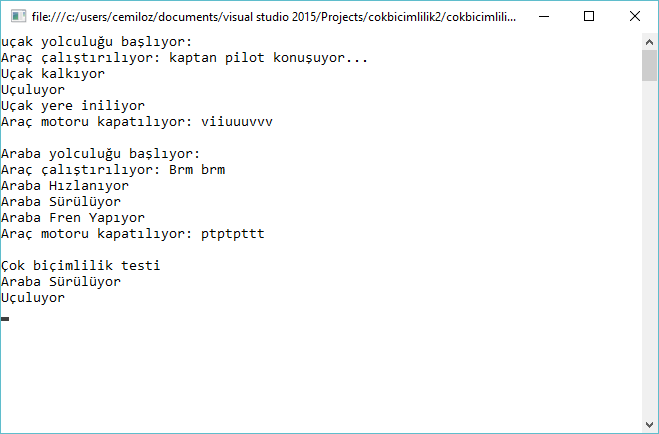 file:///c:/users/cemiloz/documents/visual studio 2015/Projects/cokbicimlilik2/cokbicimlili...
uçak yolculuğu başlıyor:
Araç çalıştırılıyor: kaptan pilot konuşuyor...
Uçak kalkıyor
Uçuluyor
Uçak yere iniliyor
Araç motoru kapatılıyor: viiuuuvvv
Araba yolculuğu başlıyor:
Araç çalıştırılıyor: Brm brm
Araba Hızlanıyor
Araba Sürülüyor
Araba Fren Yapıyor
Araç motoru kapatılıyor: ptptpttt
Çok biçimlilik testi
Araba Sürülüyor
Uçuluyor